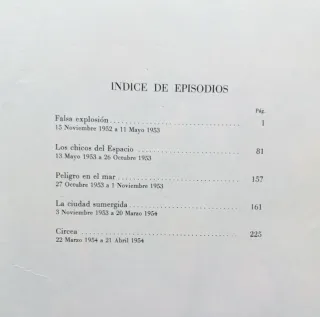 INDICE DE EPISODIOS
Pág.
Falsa explosión 1
15 Noviembre 1952 a 11 Mayo 1953
Los chicos del Espacio 81
13 Mayo 1953 a 26 Octubre 1953
Peligro en el mar 157
27 Octubre 1953 a 1 Noviembre 1953
La ciudad sumergida 161
3 Noviembre 1953 a 20 Marzo 1954
Circea 225
22 Marzo 1954 a 21 Abril 1954